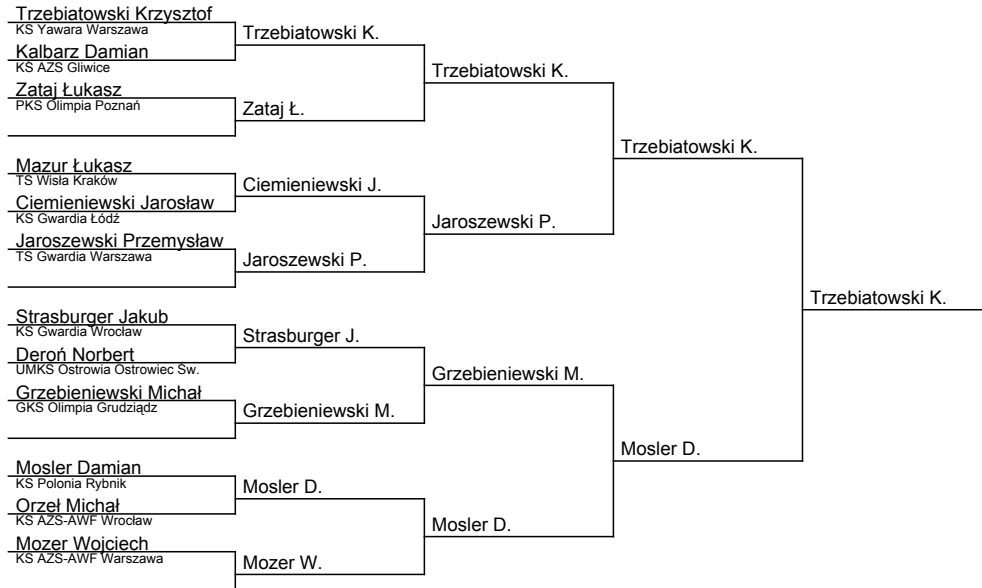 Trzebiatowski Krzysztof
KS Yawara Warszawa
Trzebiatowski K.
Kalbarz Damian
KS AZS Gliwice
Trzebiatowski K.
Zataj Łukasz
PKS Olimpia Poznań
Zataj Ł.
Trzebiatowski K.
Mazur Łukasz
TS Wisła Kraków
Ciemieniewski J.
Ciemieniewski Jarosław
KS Gwardia Łódź
Jaroszewski P.
Jaroszewski Przemysław
TS Gwardia Warszawa
Jaroszewski P.
Trzebiatowski K.
Strasburger Jakub
KS Gwardia Wrocław
Strasburger J.
Deroń Norbert
UMKS Ostrowia Ostrowiec Św.
Grzebieniewski M.
Grzebieniewski Michał
GKS Olimpia Grudziądz
Grzebieniewski M.
Mosler D.
Mosler Damian
KS Polonia Rybnik
Mosler D.
Orzeł Michał
KS AZS-AWF Wrocław
Mosler D.
Mozer Wojciech
KS AZS-AWF Warszawa
Mozer W.